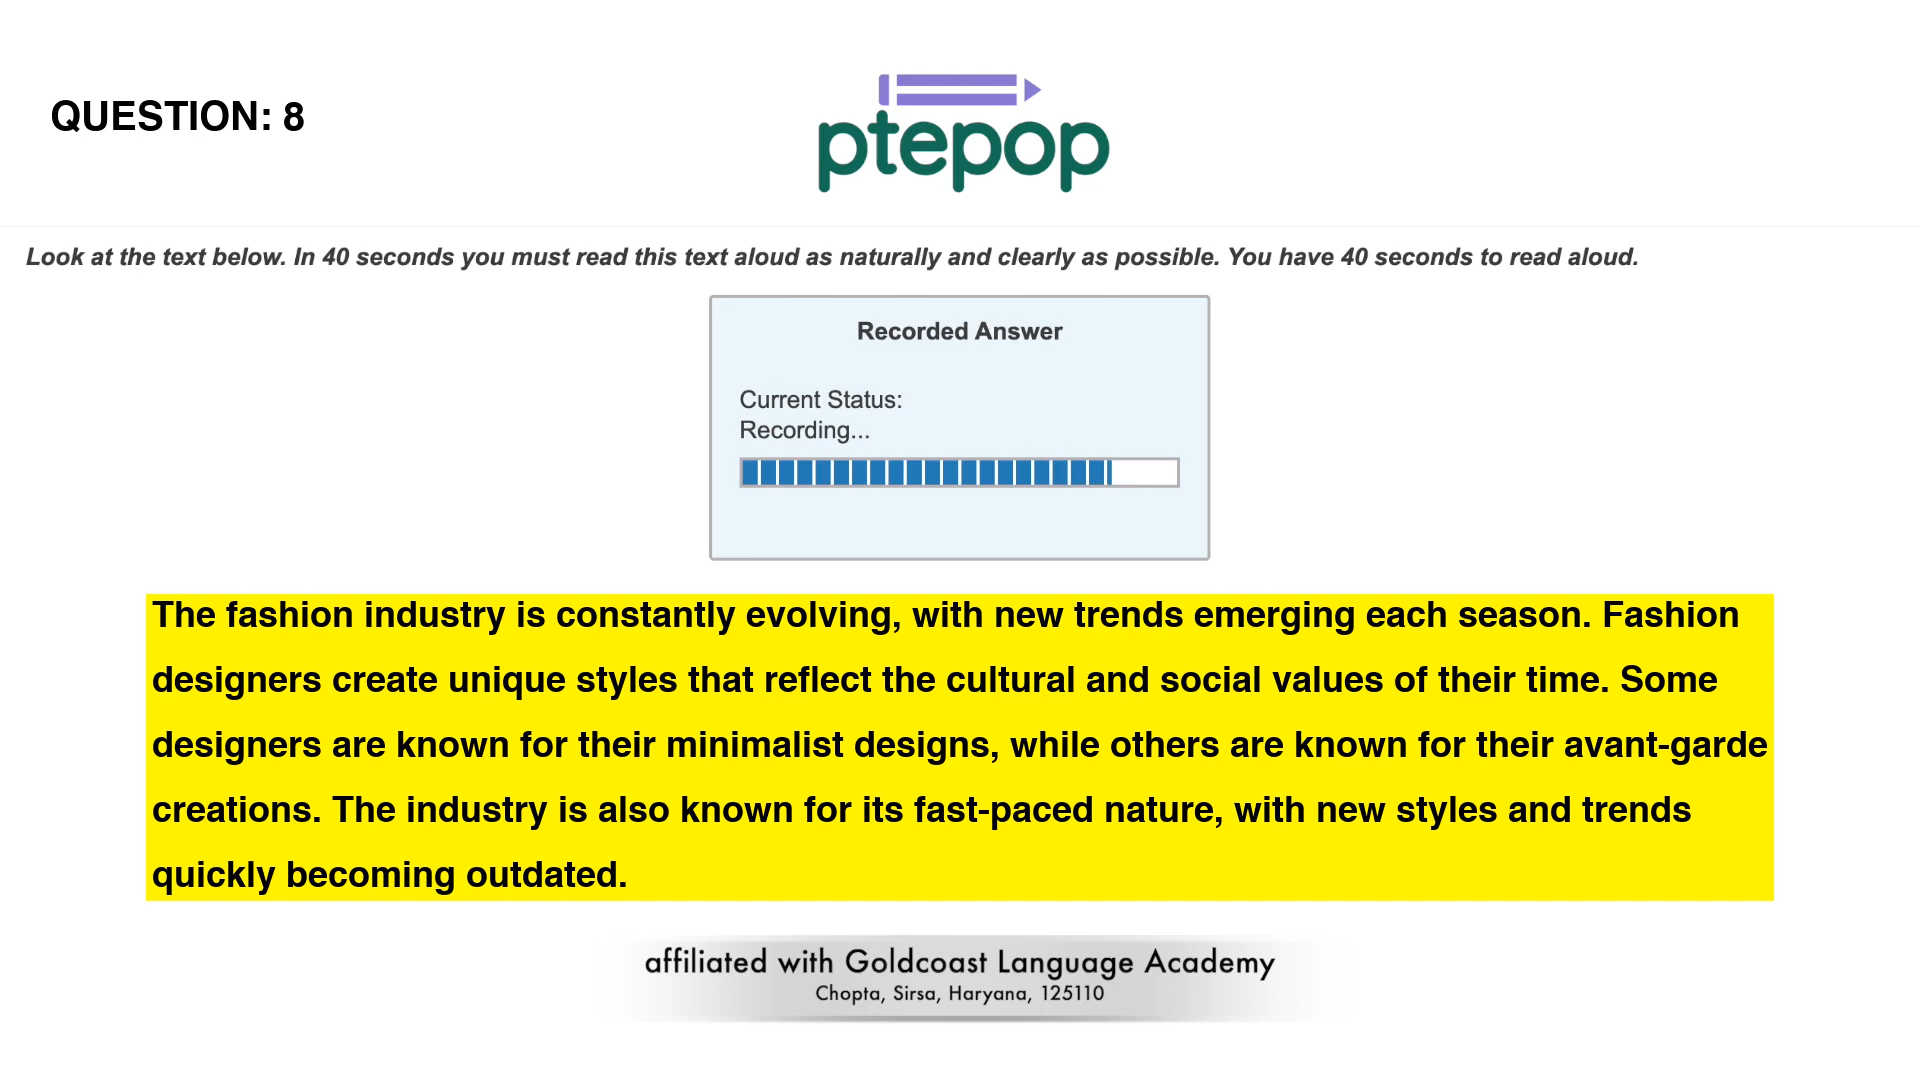 QUESTION: 8
ptepop
Look at the text below. In 40 seconds you must read this text aloud as naturally and clearly as possible. You have 40 seconds to read aloud.
Recorded Answer
Current Status:
Recording...
The fashion industry is constantly evolving, with new trends emerging each season. Fashion
designers create unique styles that reflect the cultural and social values of their time. Some
designers are known for their minimalist designs, while others are known for their avant-garde
creations. The industry is also known for its fast-paced nature, with new styles and trends
quickly becoming outdated.
affiliated with Goldcoast Language Academy
Chopta, Sirsa, Haryana, 125110